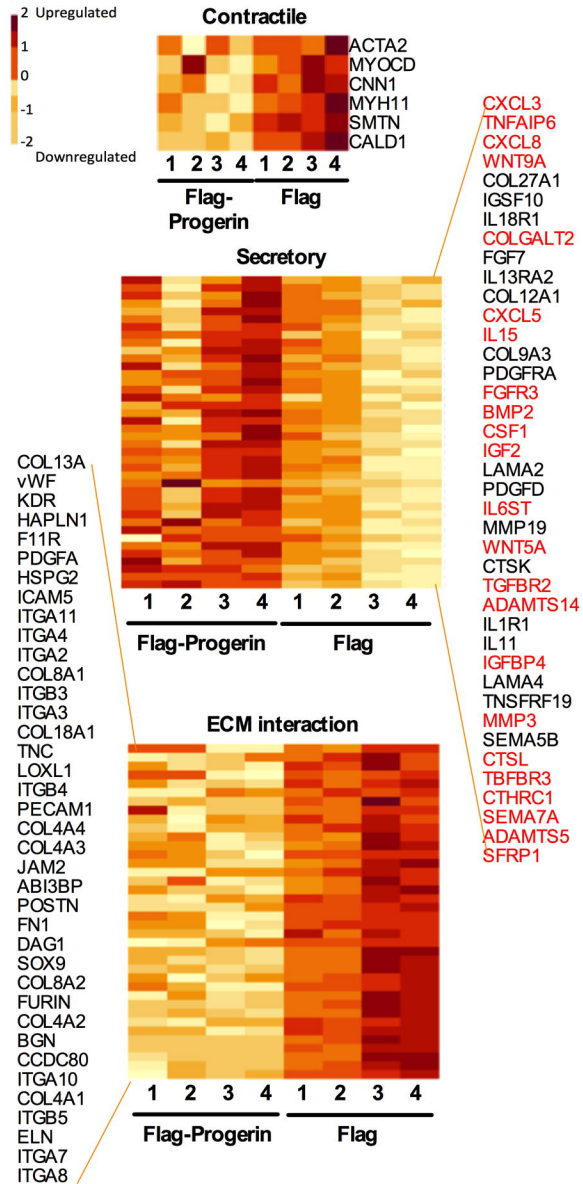 2 Upregulated
1
0
-1
-2
Downregulated
Contractile
ACTA2
MYOCD
CNN1
MYH11
SMTN
CALD1
1 2 3 4 1 2 3 4
Flag-
Progerin
Flag
Secretory
1 2 3 4 1 2 3 4
Flag-Progerin Flag
CXCL3
TNFAIP6
CXCL8
WNT9A
COL27A1
IGSF10
IL18R1
COLGALT2
FGF7
IL13RA2
COL12A1
CXCL5
IL15
COL9A3
PDGFRA
FGFR3
BMP2
CSF1
IGF2
LAMA2
PDGFD
IL6ST
MMP19
WNT5A
CTSK
TGFBR2
ADAMTS14
IL1R1
IL11
IGFBP4
LAMA4
TNSFRF19
MMP3
SEMA5B
CTSL
TBFBR3
CTHRC1
SEMA7A
ADAMTS5
SFRP1
COL13A
vWF
KDR
HAPLN1
F11R
PDGFA
HSPG2
ICAM5
ITGA11
ITGA4
ITGA2
COL8A1
ITGB3
ITGA3
COL18A1
TNC
LOXL1
ITGB4
PECAM1
COL4A4
COL4A3
JAM2
ABI3BP
POSTN
FN1
DAG1
SOX9
COL8A2
FURIN
COL4A2
BGN
CCDC80
ITGA10
COL4A1
ITGB5
ELN
ITGA7
ITGA8
ECM interaction
1 2 3 4 1 2 3 4
Flag-Progerin Flag